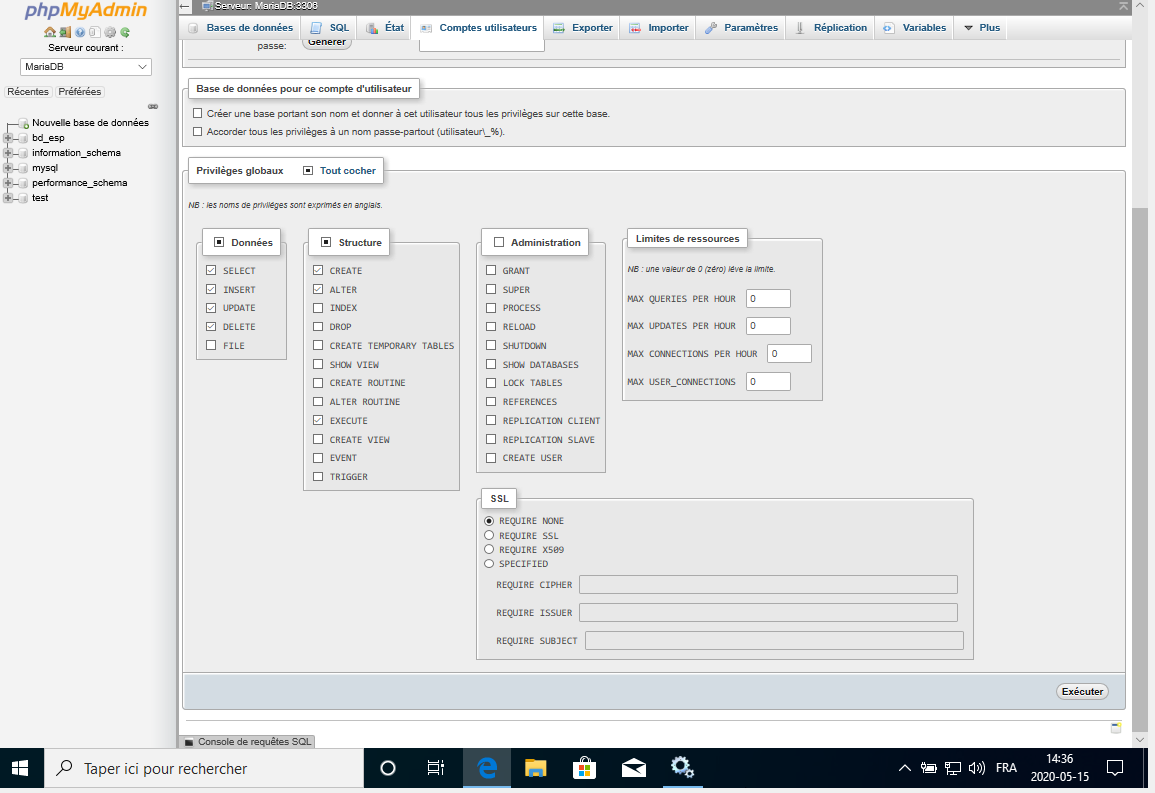 phpMyAdmin
Serveur courant :
MariaDB
Récentes Préférées
Nouvelle base de données
bd_esp
information_schema
mysql
performance_schema
test
Serveur: MariaDB:3306
Bases de données SQL État Comptes utilisateurs Exporter Importer Paramètres Réplication Variables Plus
passe: Générer
Base de données pour ce compte d'utilisateur
Créer une base portant son nom et donner à cet utilisateur tous les privilèges sur cette base.
Accorder tous les privilèges à un nom passe-partout (utilisateur\_%).
Privilèges globaux Tout cocher
NB : les noms de privilèges sont exprimés en anglais.
Données
SELECT
INSERT
UPDATE
DELETE
FILE
Structure
CREATE
ALTER
INDEX
DROP
CREATE TEMPORARY TABLES
SHOW VIEW
CREATE ROUTINE
ALTER ROUTINE
EXECUTE
CREATE VIEW
EVENT
TRIGGER
Administration
GRANT
SUPER
PROCESS
RELOAD
SHUTDOWN
SHOW DATABASES
LOCK TABLES
REFERENCES
REPLICATION CLIENT
REPLICATION SLAVE
CREATE USER
Limites de ressources
NB : une valeur de 0 (zéro) lève la limite.
MAX QUERIES PER HOUR 0
MAX UPDATES PER HOUR 0
MAX CONNECTIONS PER HOUR 0
MAX USER_CONNECTIONS 0
SSL
REQUIRE NONE
REQUIRE SSL
REQUIRE X509
SPECIFIED
REQUIRE CIPHER
REQUIRE ISSUER
REQUIRE SUBJECT
Exécuter
Console de requêtes SQL
Taper ici pour rechercher
FRA
14:36
2020-05-15